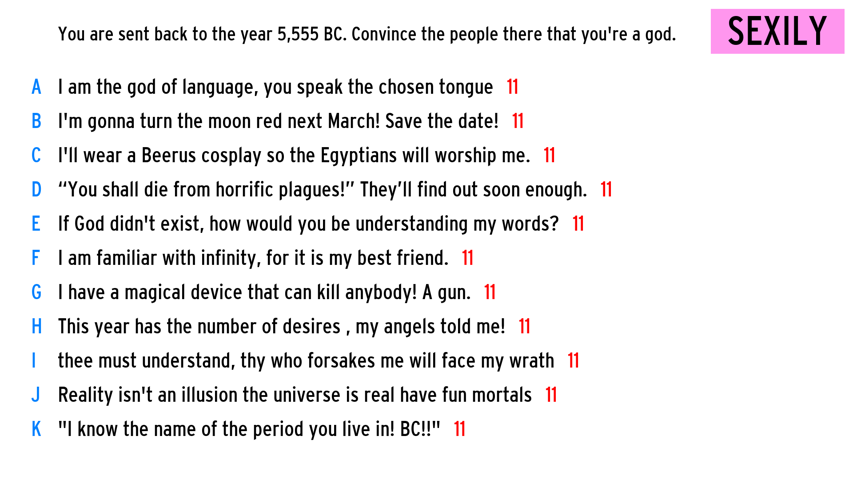 You are sent back to the year 5,555 BC. Convince the people there that you're a god.
SEXILY
A I am the god of language, you speak the chosen tongue 11
B I'm gonna turn the moon red next March! Save the date! 11
C I'll wear a Beerus cosplay so the Egyptians will worship me. 11
D “You shall die from horrific plagues!” They’ll find out soon enough. 11
E If God didn't exist, how would you be understanding my words? 11
F I am familiar with infinity, for it is my best friend. 11
G I have a magical device that can kill anybody! A gun. 11
H This year has the number of desires , my angels told me! 11
I thee must understand, thy who forsakes me will face my wrath 11
J Reality isn't an illusion the universe is real have fun mortals 11
K "I know the name of the period you live in! BC!!" 11